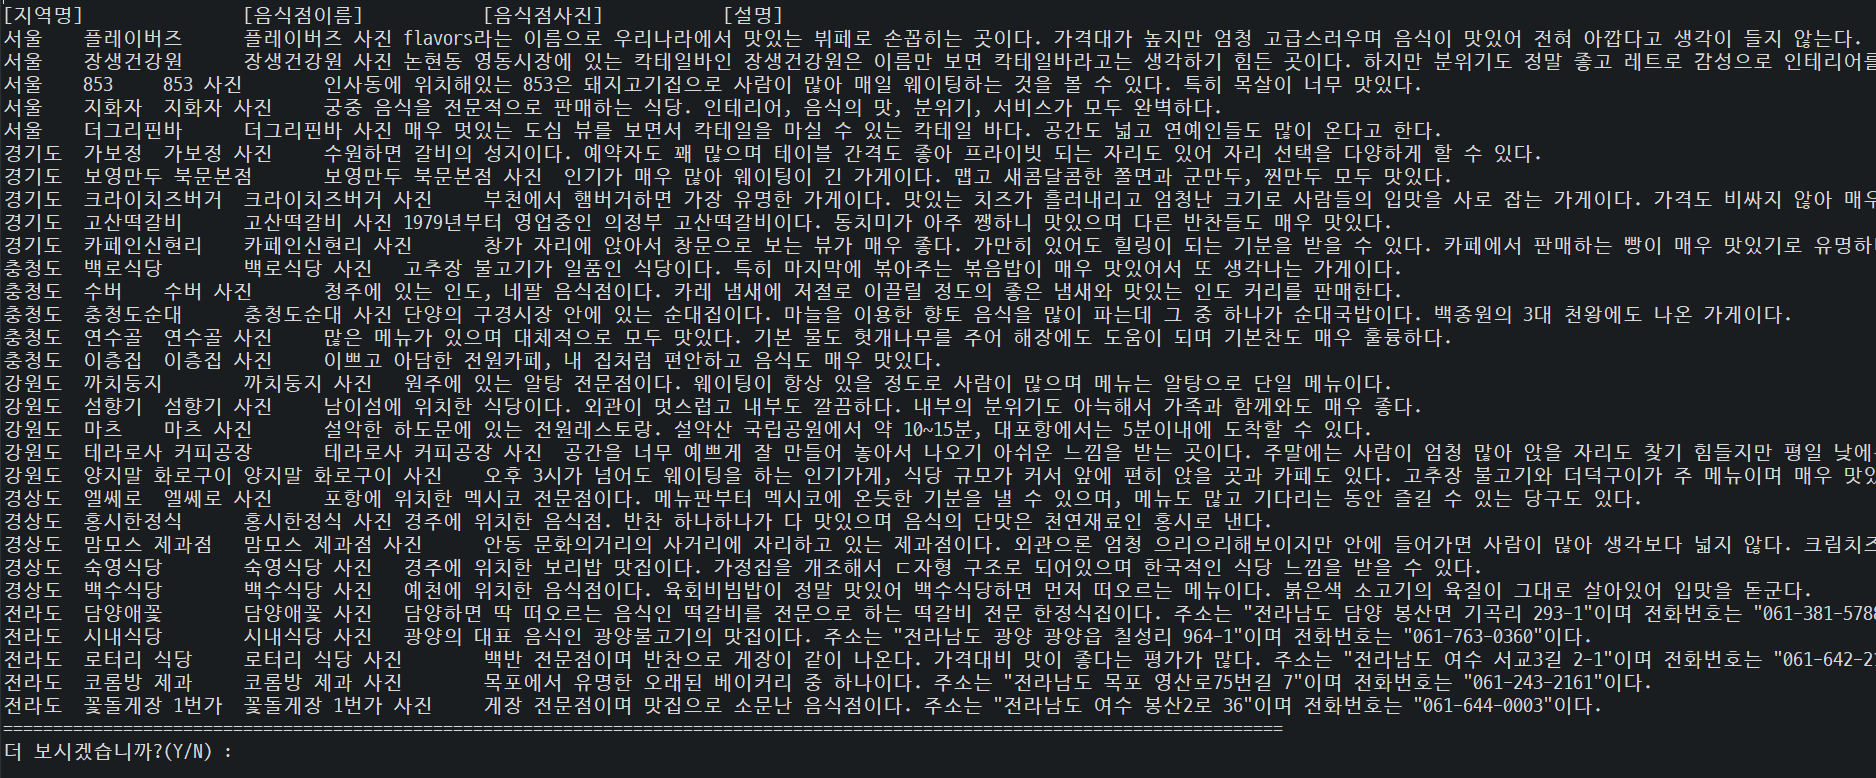 [지역명] [음식점이름] [음식점사진] [설명]
서울 플레이버즈 플레이버즈 사진 flavors라는 이름으로 우리나라에서 맛있는 뷔페로 손꼽히는 곳이다. 가격대가 높지만 엄청 고급스러우며 음식이 맛있어 전혀 아깝다고 생각이 들지 않는다.
서울 장생건강원 장생건강원 사진 논현동 영동시장에 있는 칵테일바인 장생건강원은 이름만 보면 칵테일바라고는 생각하기 힘든 곳이다. 하지만 분위기도 정말 좋고 레트로 감성으로 인테리어를
서울 853 853 사진 인사동에 위치해있는 853은 돼지고기집으로 사람이 많아 매일 웨이팅하는 것을 볼 수 있다. 특히 목살이 너무 맛있다.
서울 지화자 지화자 사진 궁중 음식을 전문적으로 판매하는 식당. 인테리어, 음식의 맛, 분위기, 서비스가 모두 완벽하다.
서울 더그리핀바 더그리핀바 사진 매우 멋있는 도심 뷰를 보면서 칵테일을 마실 수 있는 칵테일 바다. 공간도 넓고 연예인들도 많이 온다고 한다.
경기도 가보정 가보정 사진 수원하면 갈비의 성지이다. 예약자도 꽤 많으며 테이블 간격도 좋아 프라이빗 되는 자리도 있어 자리 선택을 다양하게 할 수 있다.
경기도 보영만두 북문본점 보영만두 북문본점 사진 인기가 매우 많아 웨이팅이 긴 가게이다. 맵고 새콤달콤한 쫄면과 군만두, 찐만두 모두 맛있다.
경기도 크라이치즈버거 크라이치즈버거 사진 부천에서 햄버거하면 가장 유명한 가게이다. 맛있는 치즈가 흘러내리고 엄청난 크기로 사람들의 입맛을 사로 잡는 가게이다. 가격도 비싸지 않아 매우
경기도 고산떡갈비 고산떡갈비 사진 1979년부터 영업중인 의정부 고산떡갈비이다. 동치미가 아주 쨍하니 맛있으며 다른 반찬들도 매우 맛있다.
경기도 카페인신현리 카페인신현리 사진 창가 자리에 앉아서 창문으로 보는 뷰가 매우 좋다. 가만히 있어도 힐링이 되는 기분을 받을 수 있다. 카페에서 판매하는 빵이 매우 맛있기로 유명하
충청도 백로식당 백로식당 사진 고추장 불고기가 일품인 식당이다. 특히 마지막에 볶아주는 볶음밥이 매우 맛있어서 또 생각나는 가게이다.
충청도 수버 수버 사진 청주에 있는 인도, 네팔 음식점이다. 카레 냄새에 저절로 이끌릴 정도의 좋은 냄새와 맛있는 인도 커리를 판매한다.
충청도 충청도순대 충청도순대 사진 단양의 구경시장 안에 있는 순대집이다. 마늘을 이용한 향토 음식을 많이 파는데 그 중 하나가 순대국밥이다. 백종원의 3대 천왕에도 나온 가게이다.
충청도 연수골 연수골 사진 많은 메뉴가 있으며 대체적으로 모두 맛있다. 기본 물도 헛개나무를 주어 해장에도 도움이 되며 기본찬도 매우 훌륭하다.
충청도 이층집 이층집 사진 이쁘고 아담한 전원카페, 내 집처럼 편안하고 음식도 매우 맛있다.
강원도 까치둥지 까치둥지 사진 원주에 있는 알탕 전문점이다. 웨이팅이 항상 있을 정도로 사람이 많으며 메뉴는 알탕으로 단일 메뉴이다.
강원도 섬향기 섬향기 사진 남이섬에 위치한 식당이다. 외관이 멋스럽고 내부도 깔끔하다. 내부의 분위기도 아늑해서 가족과 함께와도 매우 좋다.
강원도 마츠 마츠 사진 설악한 하도문에 있는 전원레스토랑. 설악산 국립공원에서 약 10~15분, 대포항에서는 5분이내에 도착할 수 있다.
강원도 테라로사 커피공장 테라로사 커피공장 사진 공간을 너무 예쁘게 잘 만들어 놓아서 나오기 아쉬운 느낌을 받는 곳이다. 주말에는 사람이 엄청 많아 앉을 자리도 찾기 힘들지만 평일 낮에
강원도 양지말 화로구이 양지말 화로구이 사진 오후 3시가 넘어도 웨이팅을 하는 인기가게, 식당 규모가 커서 앞에 편히 앉을 곳과 카페도 있다. 고추장 불고기와 더덕구이가 주 메뉴이며 매우 맛있
경상도 엘쎄로 엘쎄로 사진 포항에 위치한 멕시코 전문점이다. 메뉴판부터 멕시코에 온듯한 기분을 낼 수 있으며, 메뉴도 많고 기다리는 동안 즐길 수 있는 당구도 있다.
경상도 홍시한정식 홍시한정식 사진 경주에 위치한 음식점. 반찬 하나하나가 다 맛있으며 음식의 단맛은 천연재료인 홍시로 낸다.
경상도 맘모스 제과점 맘모스 제과점 사진 안동 문화의거리의 사거리에 자리하고 있는 제과점이다. 외관으론 엄청 으리으리해보이지만 안에 들어가면 사람이 많아 생각보다 넓지 않다. 크림치즈
경상도 숙영식당 숙영식당 사진 경주에 위치한 보리밥 맛집이다. 가정집을 개조해서 ㄷ자형 구조로 되어있으며 한국적인 식당 느낌을 받을 수 있다.
경상도 백수식당 백수식당 사진 예천에 위치한 음식점이다. 육회비빔밥이 정말 맛있어 백수식당하면 먼저 떠오르는 메뉴이다. 붉은색 소고기의 육질이 그대로 살아있어 입맛을 돋군다.
전라도 담양애꽃 담양애꽃 사진 담양하면 딱 떠오르는 음식인 떡갈비를 전문으로 하는 떡갈비 전문 한정식집이다. 주소는 "전라남도 담양 봉산면 기곡리 293-1"이며 전화번호는 "061-381-5788
전라도 시내식당 시내식당 사진 광양의 대표 음식인 광양불고기의 맛집이다. 주소는 "전라남도 광양 광양읍 칠성리 964-1"이며 전화번호는 "061-763-0360"이다.
전라도 로터리 식당 로터리 식당 사진 백반 전문점이며 반찬으로 게장이 같이 나온다. 가격대비 맛이 좋다는 평가가 많다. 주소는 "전라남도 여수 서교3길 2-1"이며 전화번호는 "061-642-21
전라도 코롬방 제과 코롬방 제과 사진 목포에서 유명한 오래된 베이커리 중 하나이다. 주소는 "전라남도 목포 영산로75번길 7"이며 전화번호는 "061-243-2161"이다.
전라도 꽃돌게장 1번가 꽃돌게장 1번가 사진 게장 전문점이며 맛집으로 소문난 음식점이다. 주소는 "전라남도 여수 봉산2로 36"이며 전화번호는 "061-644-0003"이다.
================================================================================================================================
더 보시겠습니까?(Y/N) :